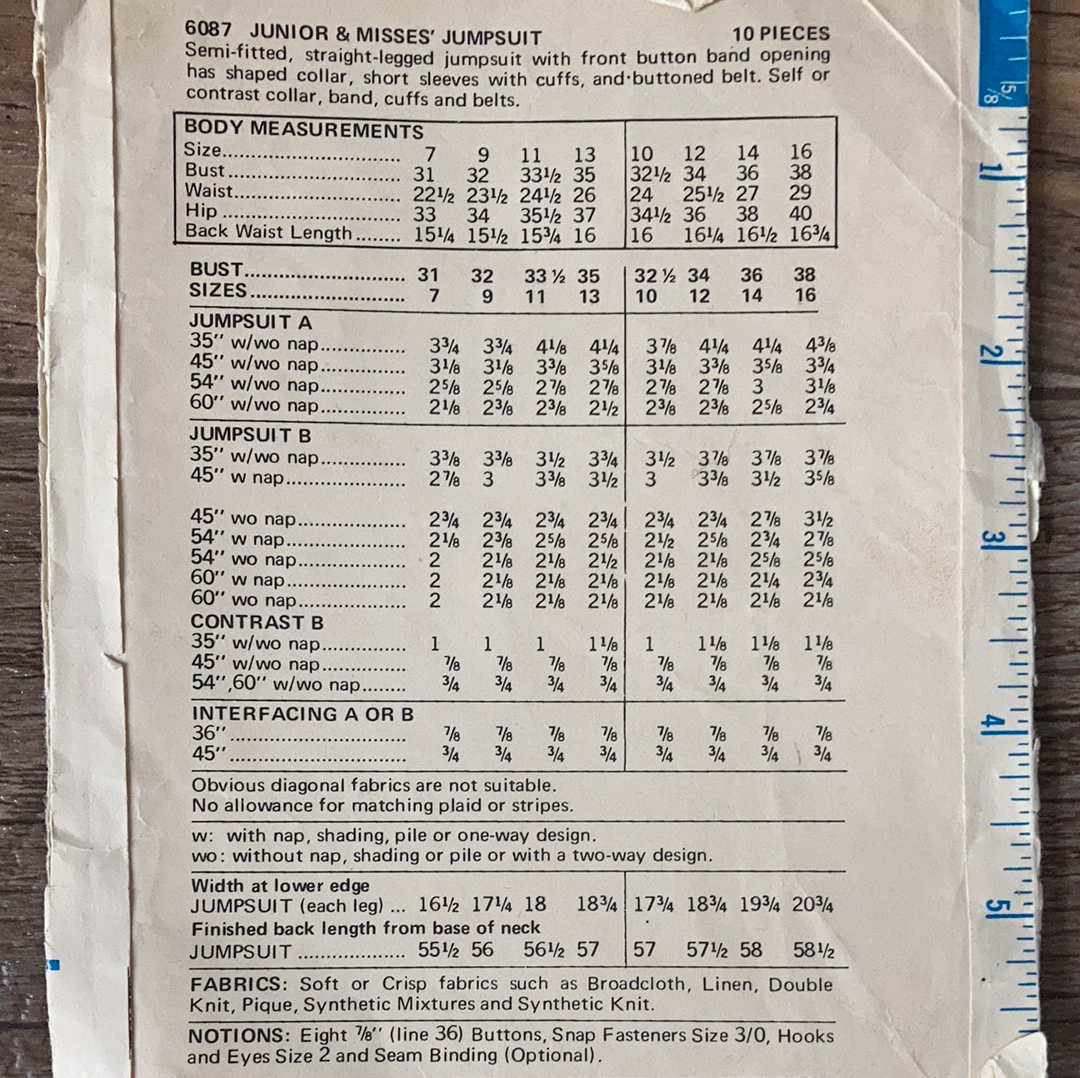 6087 JUNIOR & MISSES' JUMPSUIT 10 PIECES
Semi-fitted, straight-legged jumpsuit with front button band opening
has shaped collar, short sleeves with cuffs, and buttoned belt. Self or
contrast collar, band, cuffs and belts.
BODY MEASUREMENTS
Size.............................. 7 9 11 13 10 12 14 16
Bust............................. 31 32 33½ 35 32½ 34 36 38
Waist............................ 22½ 23½ 24½ 26 24 25½ 27 29
Hip .............................. 33 34 35½ 37 34½ 36 38 40
Back Waist Length........ 15¼ 15½ 15¾ 16 16 16¼ 16½ 16¾
BUST........................... 31 32 33 ½ 35 32 ½ 34 36 38
SIZES.......................... 7 9 11 13 10 12 14 16
JUMPSUIT A
35'' w/wo nap.............. 3¾ 3¾ 4⅛ 4¼ 3⅞ 4¼ 4¼ 4⅜
45'' w/wo nap.............. 3⅛ 3⅛ 3⅜ 3⅝ 3⅛ 3⅜ 3⅝ 3¾
54'' w/wo nap.............. 2⅝ 2⅝ 2⅞ 2⅞ 2⅞ 2⅞ 3 3⅛
60'' w/wo nap.............. 2⅛ 2⅜ 2⅜ 2½ 2⅜ 2⅜ 2⅝ 2¾
JUMPSUIT B
35'' w/wo nap.............. 3⅜ 3⅜ 3½ 3¾ 3½ 3⅞ 3⅞ 3⅞
45'' w nap.................... 2⅞ 3 3⅜ 3½ 3 3⅜ 3½ 3⅝
45'' wo nap.................. 2¾ 2¾ 2¾ 2¾ 2¾ 2¾ 2⅞ 3½
54'' w nap.................... 2⅛ 2⅜ 2⅝ 2⅝ 2½ 2⅝ 2¾ 2⅞
54'' wo nap.................. 2 2⅛ 2⅛ 2½ 2⅛ 2⅛ 2⅝ 2⅝
60'' w nap.................... 2 2⅛ 2⅛ 2⅛ 2⅛ 2⅛ 2¼ 2¾
60'' wo nap.................. 2 2⅛ 2⅛ 2⅛ 2⅛ 2⅛ 2⅛ 2⅛
CONTRAST B
35'' w/wo nap.............. 1 1 1 1⅛ 1 1⅛ 1⅛ 1⅛
45'' w/wo nap.............. ⅞ ⅞ ⅞ ⅞ ⅞ ⅞ ⅞ ⅞
54'',60'' w/wo nap........ ¾ ¾ ¾ ¾ ¾ ¾ ¾ ¾
INTERFACING A OR B
36''.............................. ⅞ ⅞ ⅞ ⅞ ⅞ ⅞ ⅞ ⅞
45'' .............................. ¾ ¾ ¾ ¾ ¾ ¾ ¾ ¾
Obvious diagonal fabrics are not suitable.
No allowance for matching plaid or stripes.
w: with nap, shading, pile or one-way design.
wo: without nap, shading or pile or with a two-way design.
Width at lower edge
JUMPSUIT (each leg) ... 16½ 17¼ 18 18¾ 17¾ 18¾ 19¾ 20¾
Finished back length from base of neck
JUMPSUIT .................. 55½ 56 56½ 57 57 57½ 58 58½
FABRICS: Soft or Crisp fabrics such as Broadcloth, Linen, Double
Knit, Pique, Synthetic Mixtures and Synthetic Knit.
NOTIONS: Eight ⅞'' (line 36) Buttons, Snap Fasteners Size 3/0, Hooks
and Eyes Size 2 and Seam Binding (Optional).
5/8
1
2
3
4
5